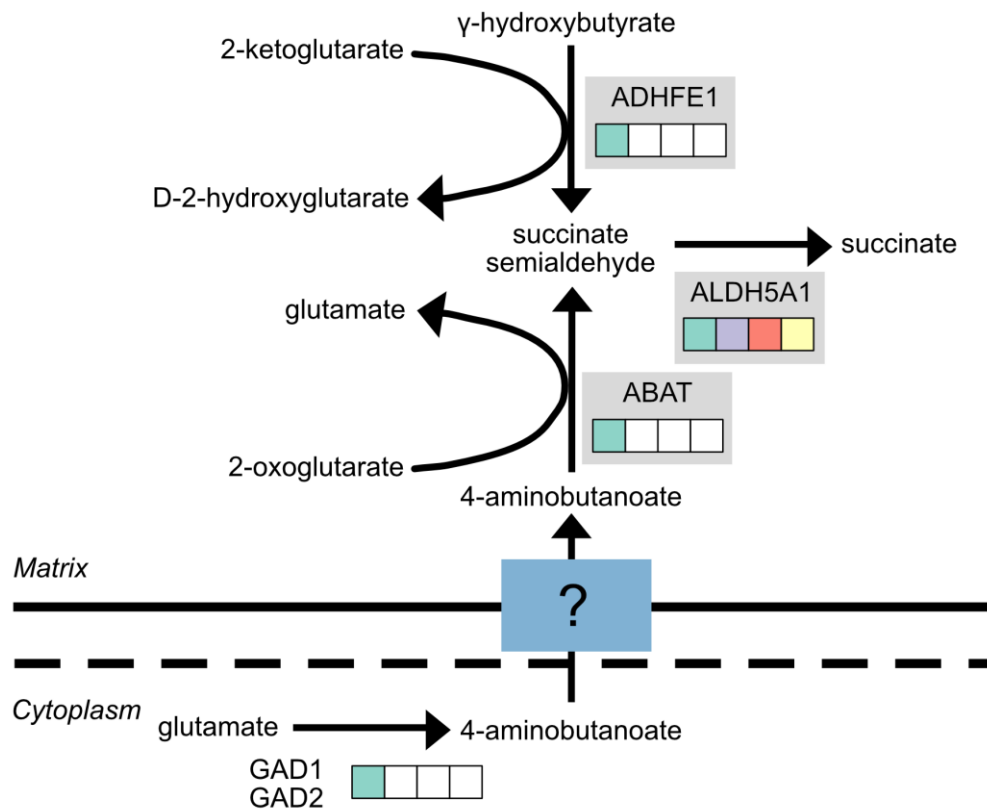 γ-hydroxybutyrate
2-ketoglutarate
ADHFE1
D-2-hydroxyglutarate
succinate
semialdehyde
succinate
ALDH5A1
glutamate
ABAT
2-oxoglutarate
4-aminobutanoate
Matrix
?
Cytoplasm
glutamate
4-aminobutanoate
GAD1
GAD2